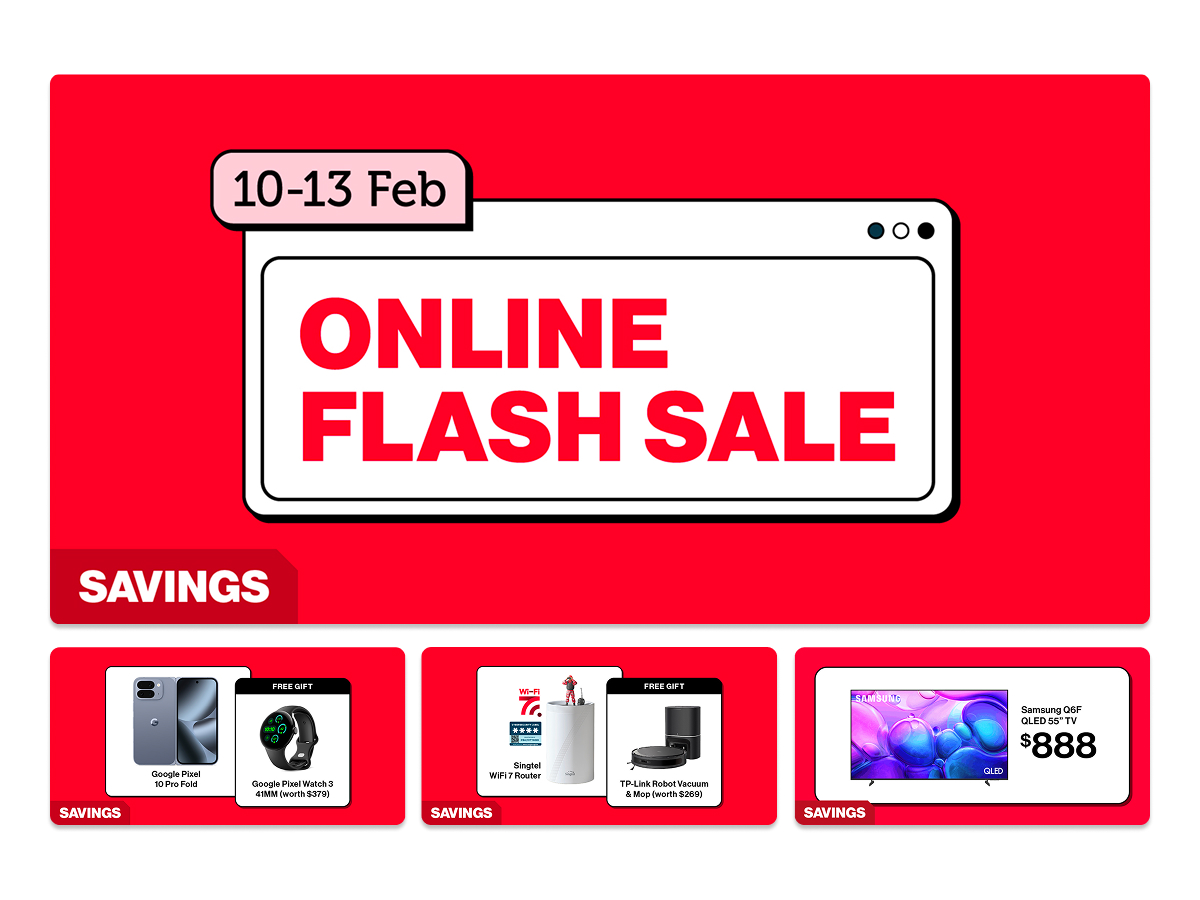 10-13 Feb
ONLINE
FLASH SALE
SAVINGS
FREE GIFT
Google Pixel
10 Pro Fold
Google Pixel Watch 3
41MM (worth $379)
SAVINGS
Wi-Fi
7
FREE GIFT
Singtel
WiFi 7 Router
TP-Link Robot Vacuum
& Mop (worth $269)
SAVINGS
SAMSUNG
QLED
Samsung Q6F
QLED 55" TV
$888
SAVINGS